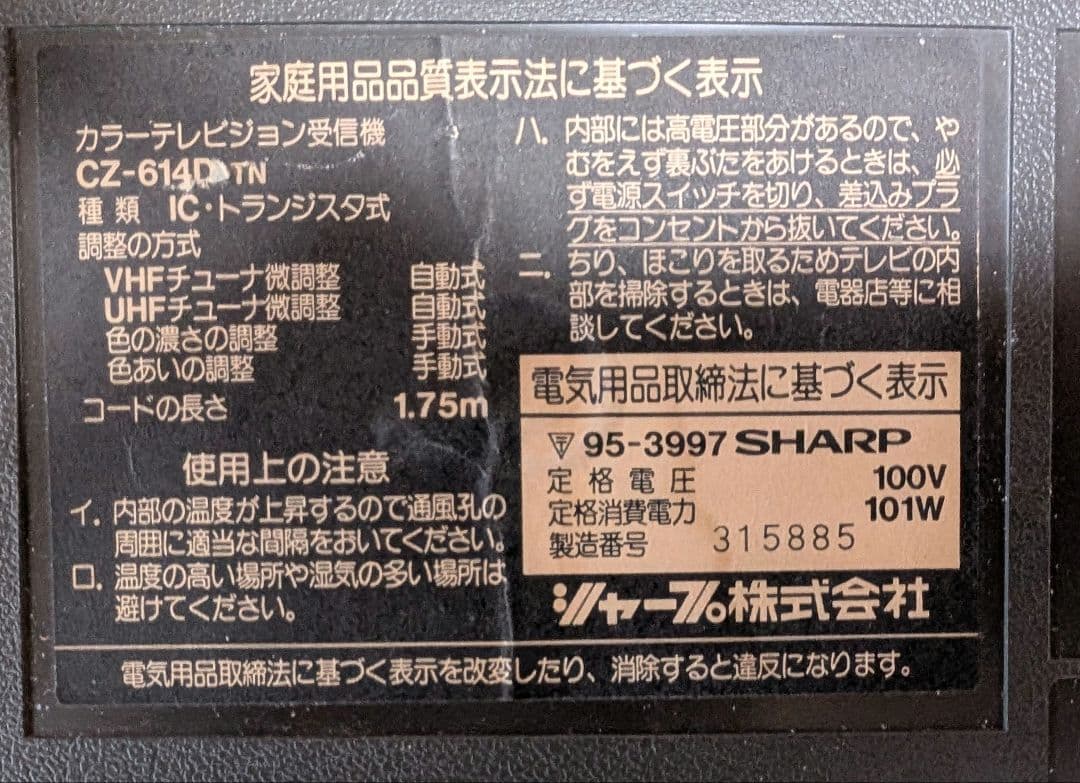 家庭用品品質表示法に基づく表示
カラーテレビジョン受信機
CZ-614D TN
種類 IC・トランジスタ式
調整の方式
VHFチューナ微調整 自動式
UHFチューナ微調整 自動式
色の濃さの調整 手動式
色あいの調整 手動式
コードの長さ 1.75m
使用上の注意
イ. 内部の温度が上昇するので通風孔の
周囲に適当な間隔をおいてください。
ロ. 温度の高い場所や湿気の多い場所は
避けてください。
ハ. 内部には高電圧部分があるので、や
むをえず裏ぶたをあけるときは、必
ず電源スイッチを切り、差込みプラ
グをコンセントから抜いてください。
ニ. ちり、ほこりを取るためテレビの内
部を掃除するときは、電器店等に相
談してください。
電気用品取締法に基づく表示
〒 95-3997 SHARP
定格電圧 100V
定格消費電力 101W
製造番号 315885
シャープ株式会社
電気用品取締法に基づく表示を改変したり、消除すると違反になります。